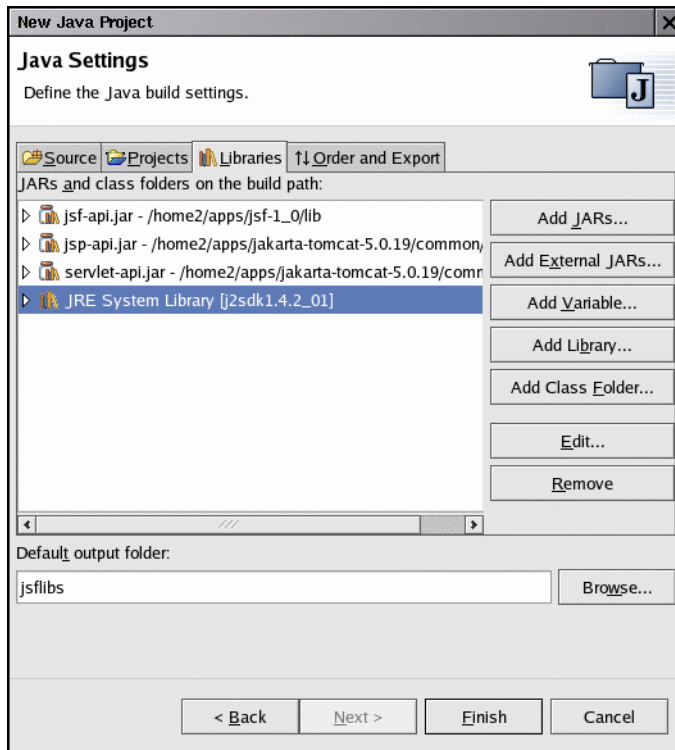 New Java Project
Java Settings
Define the Java build settings.
J
Source Projects Libraries Order and Export
JARs and class folders on the build path:
jsf-api.jar - /home2/apps/jsf-1_0/lib
jsp-api.jar - /home2/apps/jakarta-tomcat-5.0.19/common/
servlet-api.jar - /home2/apps/jakarta-tomcat-5.0.19/comm
JRE System Library [j2sdk1.4.2_01]
Add JARs...
Add External JARs...
Add Variable...
Add Library...
Add Class Folder...
Edit...
Remove
Default output folder:
jsflibs
Browse...
< Back
Next >
Finish
Cancel